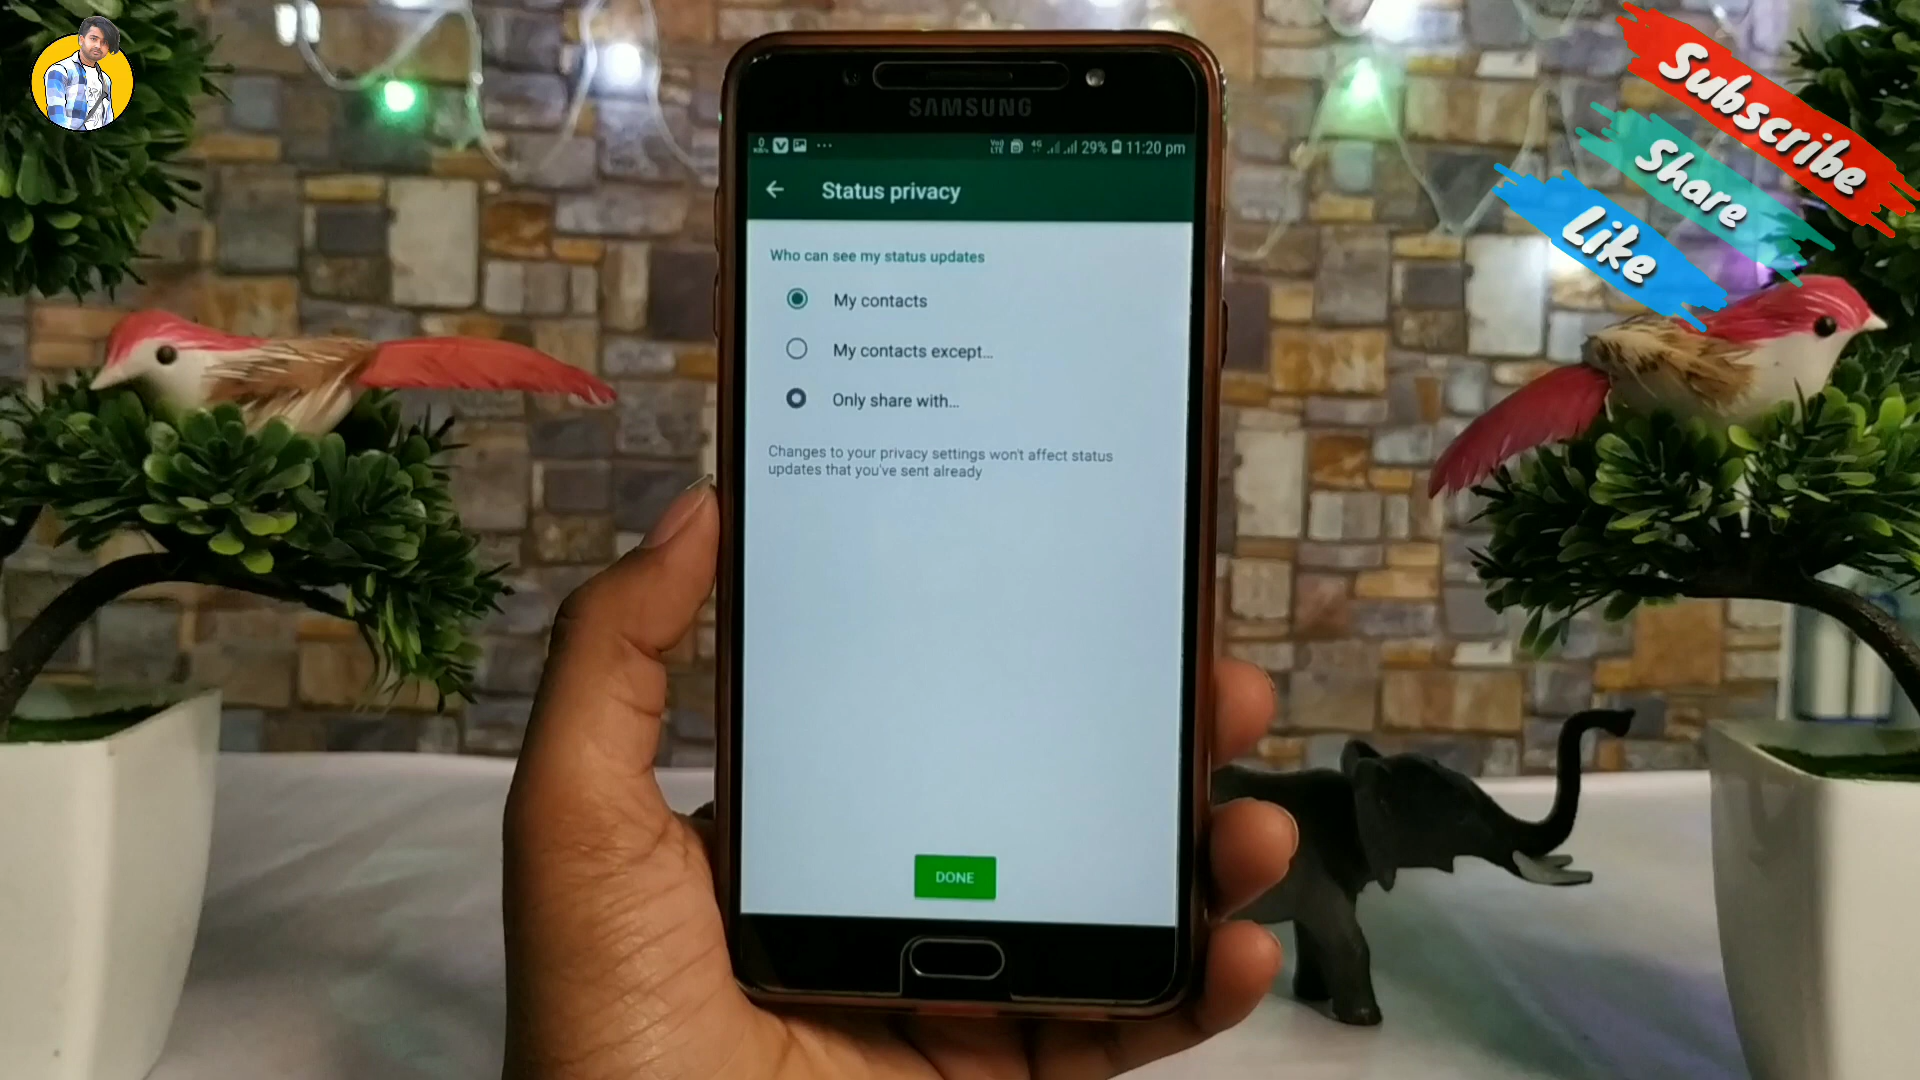 Subscribe
Share
Like
SAMSUNG
29% 11:20 pm
Status privacy
Who can see my status updates
My contacts
My contacts except...
Only share with...
Changes to your privacy settings won't affect status
updates that you've sent already
DONE